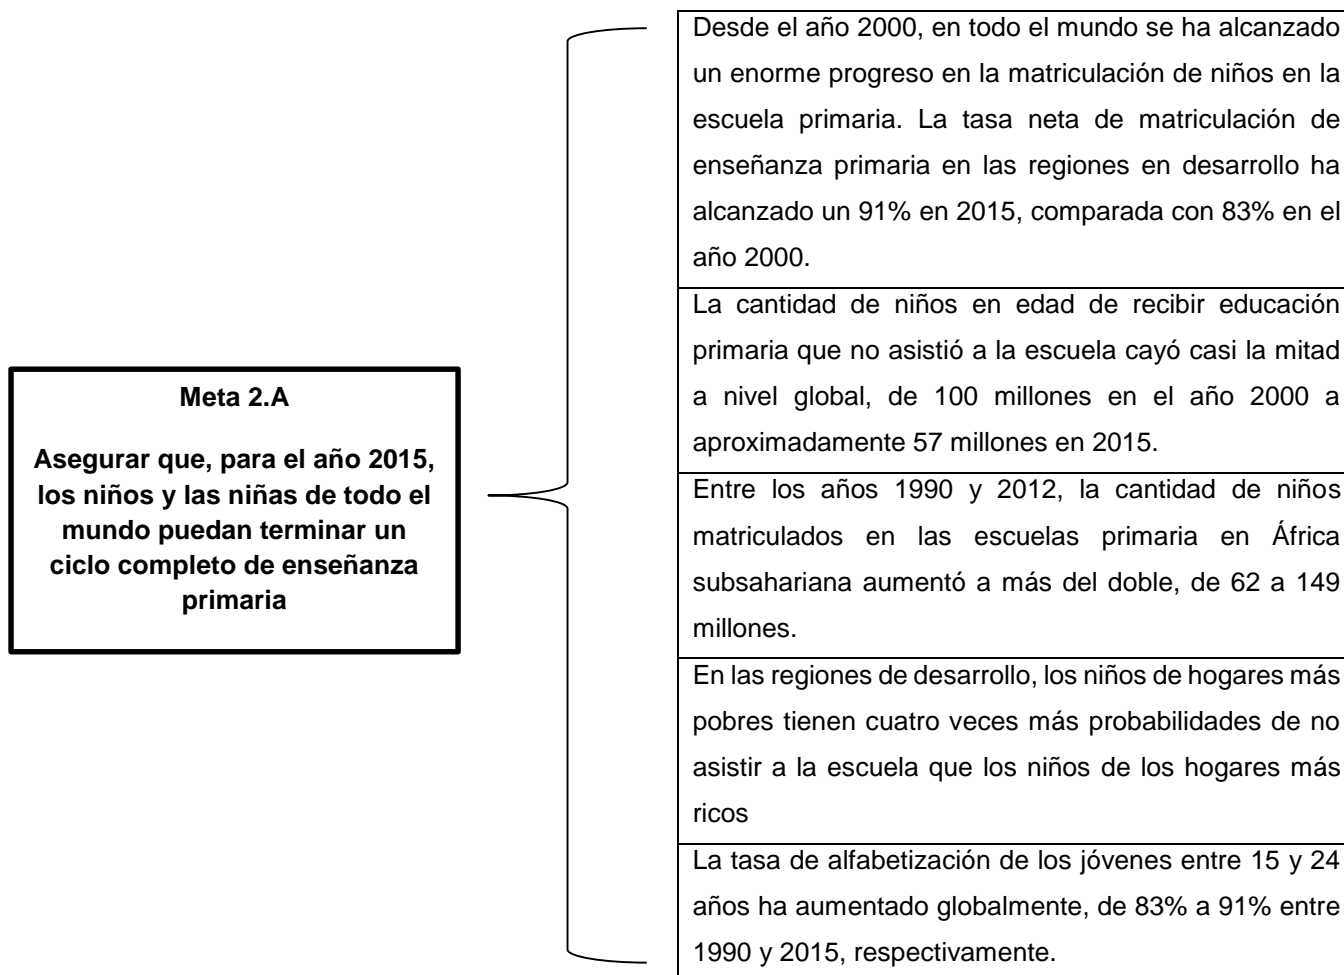 Meta 2.A
Asegurar que, para el año 2015,
los niños y las niñas de todo el
mundo puedan terminar un
ciclo completo de enseñanza
primaria
Desde el año 2000, en todo el mundo se ha alcanzado
un enorme progreso en la matriculación de niños en la
escuela primaria. La tasa neta de matriculación de
enseñanza primaria en las regiones en desarrollo ha
alcanzado un 91% en 2015, comparada con 83% en el
año 2000.
La cantidad de niños en edad de recibir educación
primaria que no asistió a la escuela cayó casi la mitad
a nivel global, de 100 millones en el año 2000 a
aproximadamente 57 millones en 2015.
Entre los años 1990 y 2012, la cantidad de niños
matriculados en las escuelas primaria en África
subsahariana aumentó a más del doble, de 62 a 149
millones.
En las regiones de desarrollo, los niños de hogares más
pobres tienen cuatro veces más probabilidades de no
asistir a la escuela que los niños de los hogares más
ricos
La tasa de alfabetización de los jóvenes entre 15 y 24
años ha aumentado globalmente, de 83% a 91% entre
1990 y 2015, respectivamente.